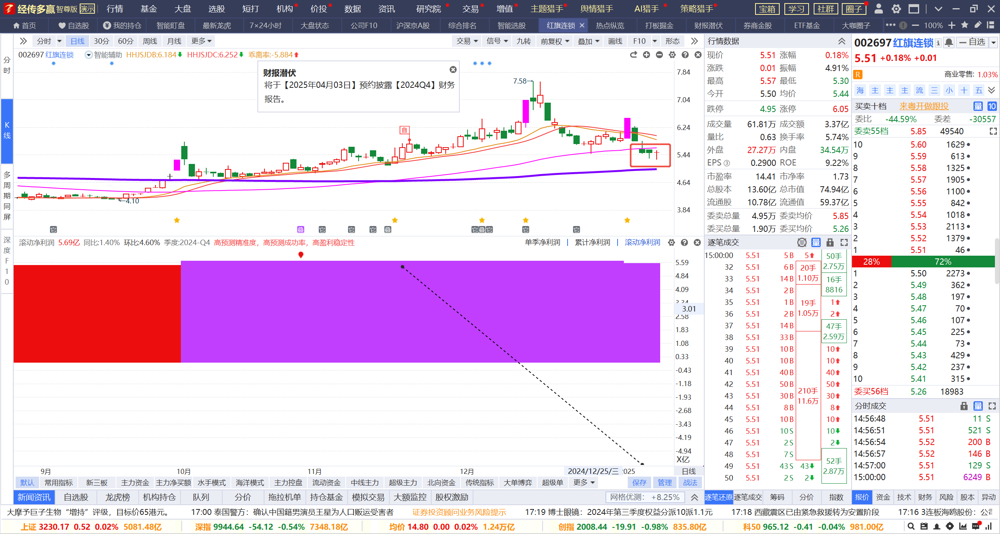 经传多赢 智尊版 演示 行情 基金 大盘 选股 短打 机构 价投 数据 资讯 研究院 交易 增值 主题猎手 舆情猎手 AI猎手 策略猎手 宝箱 学习 社群 圈子
首页 自选股 我的持仓 智能盯盘 最新龙虎 7×24小时 大盘状态 公司F10 沪深京A股 综合排名 智能选股 红旗连锁 热点纵览 打板掘金 财报潜伏 券商金股 ETF基金 大咖圈子 100%
分时 日线 30分 60分 周线 月线 更多 交易 信号 九转 前复权 叠加 画线 F10 形态
002697 红旗连锁 智能辅助 HHJSJDB:6.184 HHJSJDC:6.252 乖离率:-5.884
分时
K线
多周期同屏
深度F10
财报潜伏
将于【2025年04月03日】预约披露【2024Q4】财务
报告。
7.58→
自
←4.10
7.84
7.04
6.24
5.44
4.64
3.84
它 叠 它 它 它 叠 它 叠 它 它 它
滚动净利润 5.69亿 同比:1.40% 环比:4.60% 季度:2024-Q4 高预测精准度，高预测成功率，高盈利稳定性 单季净利润 累计净利润 滚动净利润
5.59
4.84
4.09
3.34
3.01
2.58
1.83
1.08
0.33
-0.43
-1.18
-1.93
-2.68
-3.43
-4.19
-4.94
X亿
9月 10月 11月 12月 2024/12/25/三 2025 日线
默认 常用指标 新三板 主力资金 主力净买额 水手模式 海洋模式 主力控盘 流动资金 中线主力 超级主力 北向资金 传统指标 大单博弈 超级单 更多 保存 管理 战法
新闻资讯 自选股 龙虎榜 机构持仓 队列 分价 拖拉机单 持仓基金 模拟交易 大额监控 股权激励 网格优测： +8.25%
行情数据
现价 5.51 涨幅 0.18%
涨跌 0.01 振幅 4.91%
最高 5.57 最低 5.30
今开 5.50 均价 5.44
跌停 4.95 涨停 6.05
成交量 61.81万 成交额 3.37亿
量比 0.63 换手率 5.74%
外盘 27.27万 内盘 34.54万
EPS③ 0.2900 ROE 9.22%
市盈率 14.41 市净率 1.73
总股本 13.60亿 总市值 74.94亿
流通股 10.78亿 流通值 59.37亿
委卖总量 4.95万 委卖均价 5.85
委买总量 1.90万 委买均价 5.26
逐笔成交 单 量
15:00:00 5.51 5 B 5
32 5.51 6 B
33 5.51 14 B
34 5.51 2 B
35 5.51 1 B 1
36 5.51 2 B 2
37 5.51 14 B
38 5.51 33 B
39 5.51 10 B 10
40 5.51 10 B 10
41 5.51 40 B 40
42 5.51 50 B 50
43 5.51 30 B 30
44 5.51 8 B 8
45 5.51 10 B 10
46 5.51 10 S 10
47 5.51 2 S 2
48 5.51 7 S
49 5.51 43 S 43
50 5.51 2 S 2
20手
1.10万
19手
1.05万
210手
11.6万
50手
2.75万
16手
8816
47手
2.59万
52手
2.87万
逐笔还原 逐笔成交 筹码 分价 指数
002697 红旗连锁 自选
5.51 +0.18% +0.01
R 商业零售: 1.03%
海 主 主 主 流 三 小 十 五
买卖十档 来粤开做跟投 量 10
委比 -44.59% 委差 -30557
委卖55档 5.85 49540
10 5.60 1629
9 5.59 613
8 5.58 1325
7 5.57 1905
6 5.56 1100
5 5.55 842
4 5.54 1018
3 5.53 2113
2 5.52 1379
1 5.51 46
28% 72%
1 5.50 2273
2 5.49 362
3 5.48 197
4 5.47 70
5 5.46 107
6 5.45 225
7 5.44 73
8 5.43 429
9 5.42 237
10 5.41 315
委买56档 5.26 18983
分时成交 量
14:56:48 5.51 11 S
14:56:51 5.51 521 S
14:56:54 5.52 200 B
14:56:57 5.52 146 B
14:57:00 5.51 129 S
15:00:00 5.51 6249 B
报价 资金 技术 财务 风险 股本 异动
大摩予巨子生物“增持”评级，目标价65港元。 17:00 泰国警方：确认中国籍男演员王星为人口贩运受害者 证券投资顾问业务风险提示 17:19 博士眼镜：2024年第三季度权益分派10派1.1元 17:18 西藏震区已由紧急救援转为安置阶段 17:16 3连板海鸥股份：公司
上证 3230.17 0.52 0.02% 5081.48亿 深指 9944.64 -54.12 -0.54% 7348.18亿 均价 14.80 0.00 0.02% 1.24万亿 创指 2008.44 -19.91 -0.98% 835.80亿 科50 965.12 -0.41 -0.04% 981.00亿